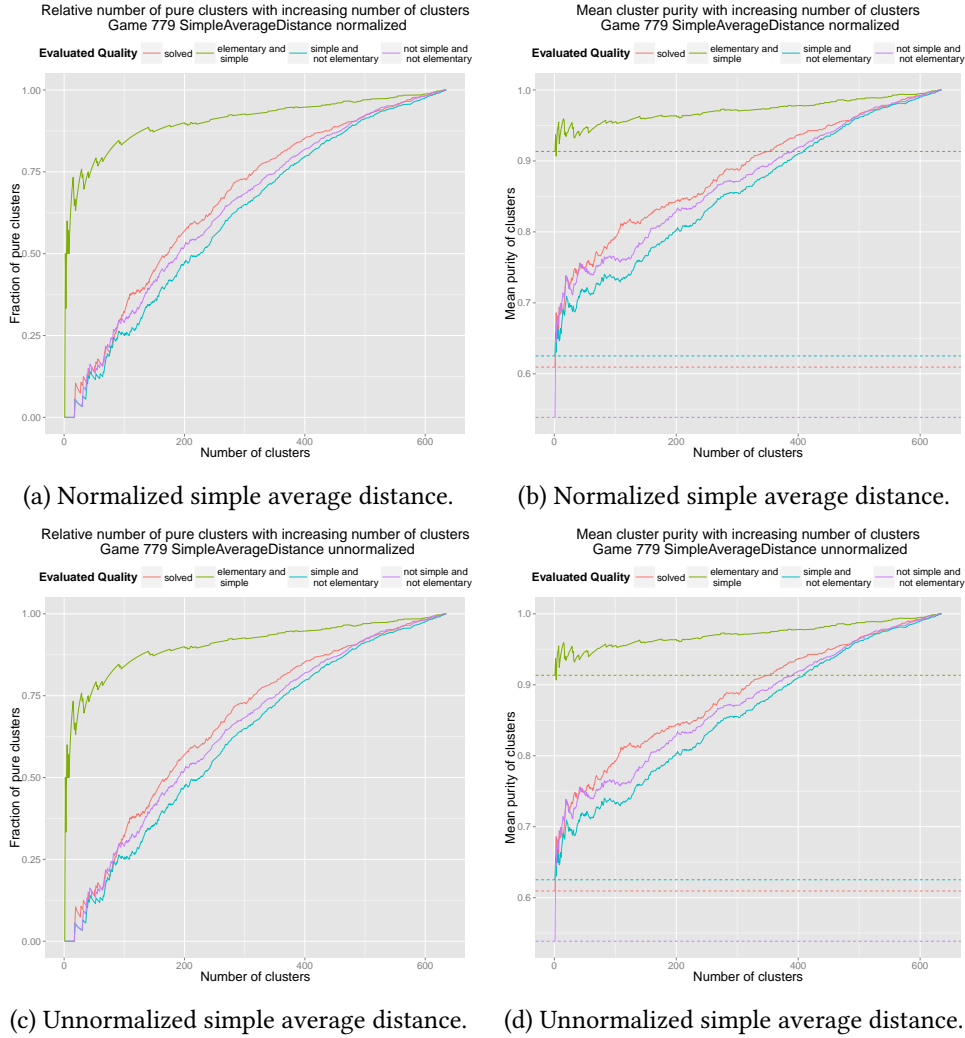 Relative number of pure clusters with increasing number of clusters
Game 779 SimpleAverageDistance normalized
Evaluated Quality solved elementary and simple simple and not elementary not simple and not elementary
1.00
0.75
0.50
0.25
0.00
Fraction of pure clusters
0 200 400 600
Number of clusters
(a) Normalized simple average distance.
Mean cluster purity with increasing number of clusters
Game 779 SimpleAverageDistance normalized
Evaluated Quality solved elementary and simple simple and not elementary not simple and not elementary
1.0
0.9
0.8
0.7
0.6
Mean purity of clusters
0 200 400 600
Number of clusters
(b) Normalized simple average distance.
Relative number of pure clusters with increasing number of clusters
Game 779 SimpleAverageDistance unnormalized
Evaluated Quality solved elementary and simple simple and not elementary not simple and not elementary
1.00
0.75
0.50
0.25
0.00
Fraction of pure clusters
0 200 400 600
Number of clusters
(c) Unnormalized simple average distance.
Mean cluster purity with increasing number of clusters
Game 779 SimpleAverageDistance unnormalized
Evaluated Quality solved elementary and simple simple and not elementary not simple and not elementary
1.0
0.9
0.8
0.7
0.6
Mean purity of clusters
0 200 400 600
Number of clusters
(d) Unnormalized simple average distance.